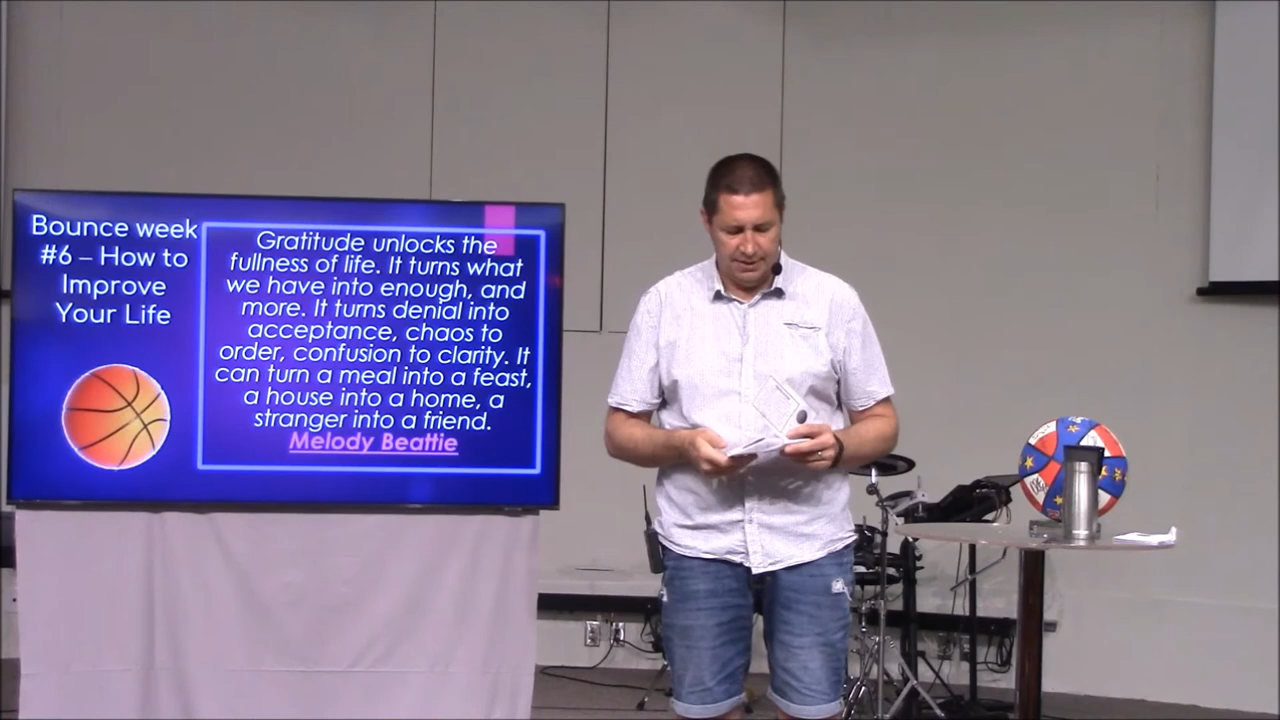 Bounce week
#6 – How to
Improve
Your Life
Gratitude unlocks the
fullness of life. It turns what
we have into enough, and
more. It turns denial into
acceptance, chaos to
order, confusion to clarity. It
can turn a meal into a feast,
a house into a home, a
stranger into a friend.
Melody Beattie